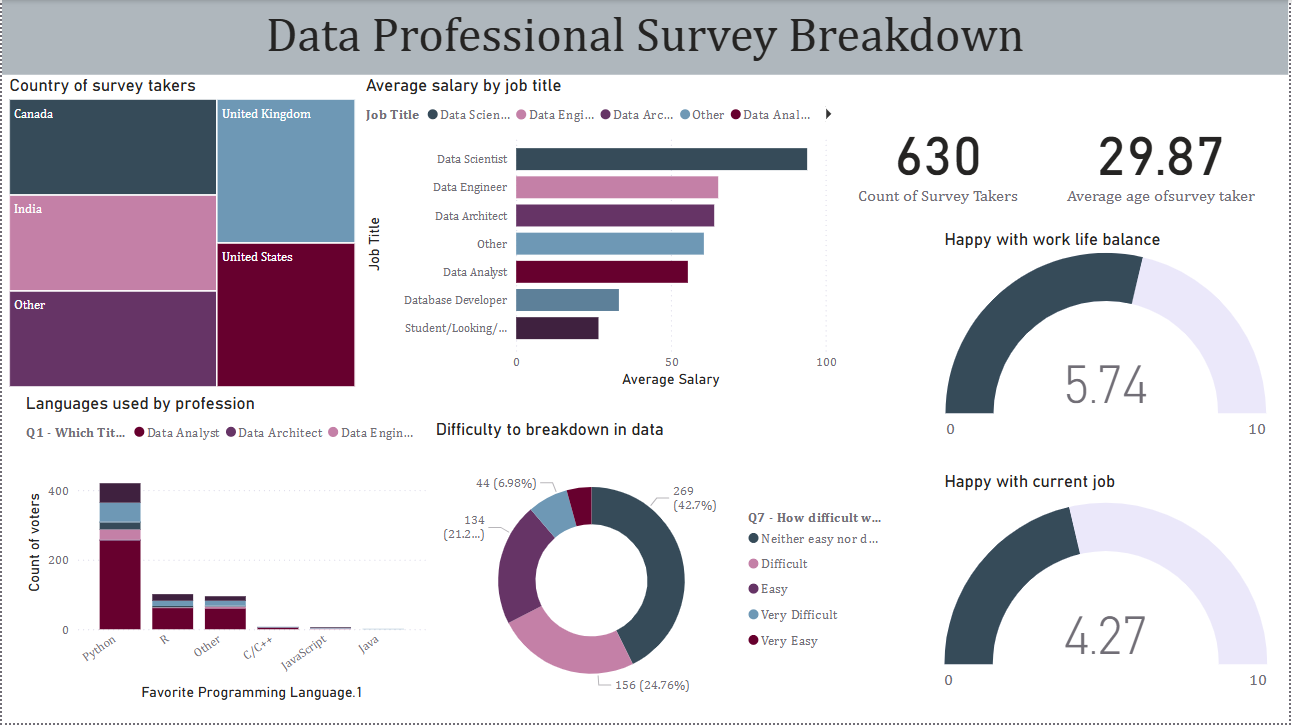 Data Professional Survey Breakdown
Country of survey takers
Canada
United Kingdom
India
United States
Other
Average salary by job title
Job Title Data Scien... Data Engi... Data Arc... Other Data Anal...
Job Title
Data Scientist
Data Engineer
Data Architect
Other
Data Analyst
Database Developer
Student/Looking/...
0 50 100
Average Salary
630
Count of Survey Takers
29.87
Average age ofsurvey taker
Happy with work life balance
5.74
0 10
Languages used by profession
Q1 - Which Tit... Data Analyst Data Architect Data Engin...
Count of voters
400
200
0
Python
R
Other
C/C++
JavaScript
Java
Favorite Programming Language.1
Difficulty to breakdown in data
44 (6.98%)
269
(42.7%)
134
(21.2...)
156 (24.76%)
Q7 - How difficult w...
Neither easy nor d...
Difficult
Easy
Very Difficult
Very Easy
Happy with current job
4.27
0 10